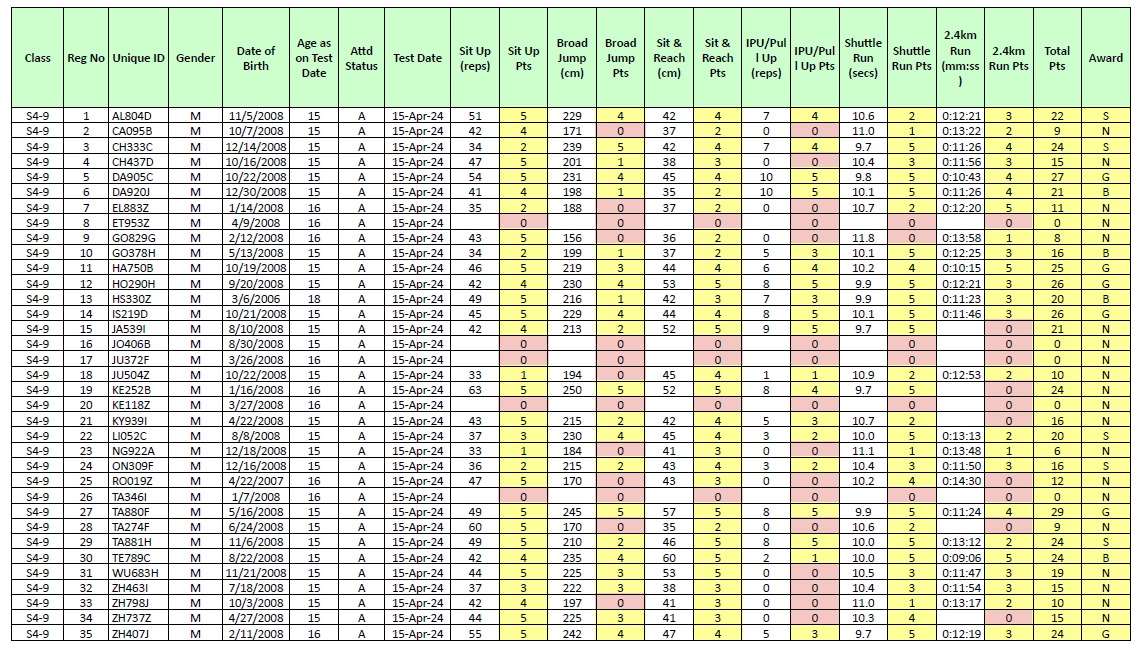 Class Reg No Unique ID Gender Date of Birth Age as on Test Date Attd Status Test Date Sit Up (reps) Sit Up Pts Broad Jump (cm) Broad Jump Pts Sit & Reach (cm) Sit & Reach Pts IPU/Pul l Up (reps) IPU/Pul l Up Pts Shuttle Run (secs) Shuttle Run Pts 2.4km Run (mm:ss ) 2.4km Run Pts Total Pts Award
S4-9 1 AL804D M 11/5/2008 15 A 15-Apr-24 51 5 229 4 42 4 7 4 10.6 2 0:12:21 3 22 S
S4-9 2 CA095B M 10/7/2008 15 A 15-Apr-24 42 4 171 0 37 2 0 0 11.0 1 0:13:22 2 9 N
S4-9 3 CH333C M 12/14/2008 15 A 15-Apr-24 34 2 239 5 42 4 7 4 9.7 5 0:11:26 4 24 S
S4-9 4 CH437D M 10/16/2008 15 A 15-Apr-24 47 5 201 1 38 3 0 0 10.4 3 0:11:56 3 15 N
S4-9 5 DA905C M 10/22/2008 15 A 15-Apr-24 54 5 231 4 45 4 10 5 9.8 5 0:10:43 4 27 G
S4-9 6 DA920J M 12/30/2008 15 A 15-Apr-24 41 4 198 1 35 2 10 5 10.1 5 0:11:26 4 21 B
S4-9 7 EL883Z M 1/14/2008 16 A 15-Apr-24 35 2 188 0 37 2 0 0 10.7 2 0:12:20 5 11 N
S4-9 8 ET953Z M 4/9/2008 16 A 15-Apr-24 0 0 0 0 0 0 0 N
S4-9 9 GO829G M 2/12/2008 16 A 15-Apr-24 43 5 156 0 36 2 0 0 11.8 0 0:13:58 1 8 N
S4-9 10 GO378H M 5/13/2008 15 A 15-Apr-24 34 2 199 1 37 2 5 3 10.1 5 0:12:25 3 16 B
S4-9 11 HA750B M 10/19/2008 15 A 15-Apr-24 46 5 219 3 44 4 6 4 10.2 4 0:10:15 5 25 G
S4-9 12 HO290H M 9/20/2008 15 A 15-Apr-24 42 4 230 4 53 5 8 5 9.9 5 0:12:21 3 26 G
S4-9 13 HS330Z M 3/6/2006 18 A 15-Apr-24 49 5 216 1 42 3 7 3 9.9 5 0:11:23 3 20 B
S4-9 14 IS219D M 10/21/2008 15 A 15-Apr-24 45 5 229 4 44 4 8 5 10.1 5 0:11:46 3 26 G
S4-9 15 JA539I M 8/10/2008 15 A 15-Apr-24 42 4 213 2 52 5 9 5 9.7 5 0 21 N
S4-9 16 JO406B M 8/30/2008 15 A 15-Apr-24 0 0 0 0 0 0 0 N
S4-9 17 JU372F M 3/26/2008 16 A 15-Apr-24 0 0 0 0 0 0 0 N
S4-9 18 JU504Z M 10/22/2008 15 A 15-Apr-24 33 1 194 0 45 4 1 1 10.9 2 0:12:53 2 10 N
S4-9 19 KE252B M 1/16/2008 16 A 15-Apr-24 63 5 250 5 52 5 8 4 9.7 5 0 24 N
S4-9 20 KE118Z M 3/27/2008 16 A 15-Apr-24 0 0 0 0 0 0 0 N
S4-9 21 KY939I M 4/22/2008 15 A 15-Apr-24 43 5 215 2 42 4 5 3 10.7 2 0 16 N
S4-9 22 LI052C M 8/8/2008 15 A 15-Apr-24 37 3 230 4 45 4 3 2 10.0 5 0:13:13 2 20 S
S4-9 23 NG922A M 12/18/2008 15 A 15-Apr-24 33 1 184 0 41 3 0 0 11.1 1 0:13:48 1 6 N
S4-9 24 ON309F M 12/16/2008 15 A 15-Apr-24 36 2 215 2 43 4 3 2 10.4 3 0:11:50 3 16 S
S4-9 25 RO019Z M 4/22/2007 16 A 15-Apr-24 47 5 170 0 43 3 0 0 10.2 4 0:14:30 0 12 N
S4-9 26 TA346I M 1/7/2008 16 A 15-Apr-24 0 0 0 0 0 0 0 N
S4-9 27 TA880F M 5/16/2008 15 A 15-Apr-24 49 5 245 5 57 5 8 5 9.9 5 0:11:24 4 29 G
S4-9 28 TA274F M 6/24/2008 15 A 15-Apr-24 60 5 170 0 35 2 0 0 10.6 2 0 9 N
S4-9 29 TA881H M 11/6/2008 15 A 15-Apr-24 49 5 210 2 46 5 8 5 10.0 5 0:13:12 2 24 S
S4-9 30 TE789C M 8/22/2008 15 A 15-Apr-24 42 4 235 4 60 5 2 1 10.0 5 0:09:06 5 24 B
S4-9 31 WU683H M 11/21/2008 15 A 15-Apr-24 44 5 225 3 53 5 0 0 10.5 3 0:11:47 3 19 N
S4-9 32 ZH463I M 7/18/2008 15 A 15-Apr-24 37 3 222 3 38 3 0 0 10.4 3 0:11:54 3 15 N
S4-9 33 ZH798J M 10/3/2008 15 A 15-Apr-24 42 4 197 0 41 3 0 0 11.0 1 0:13:17 2 10 N
S4-9 34 ZH737Z M 4/27/2008 15 A 15-Apr-24 44 5 225 3 41 3 0 0 10.3 4 0 15 N
S4-9 35 ZH407J M 2/11/2008 16 A 15-Apr-24 55 5 242 4 47 4 5 3 9.7 5 0:12:19 3 24 G